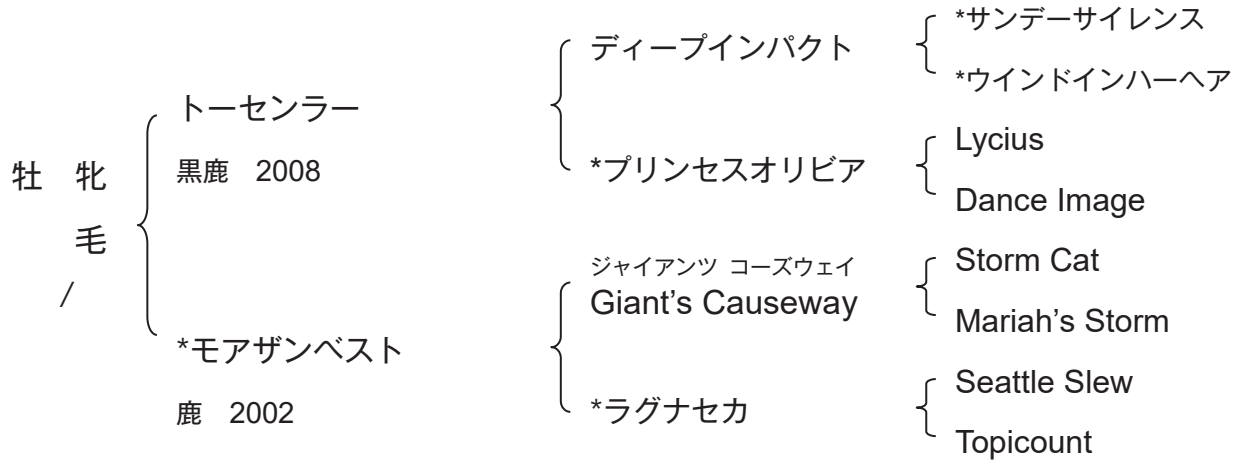 *サンデーサイレンス
ディープインパクト
*ウインドインハーヘア
トーセンラー
黒鹿 2008
Lycius
*プリンセスオリビア
Dance Image
牡 牝
毛
/
ジャイアンツ コーズウェイ
Giant’s Causeway
Storm Cat
Mariah’s Storm
*モアザンベスト
鹿 2002
Seattle Slew
*ラグナセカ
Topicount